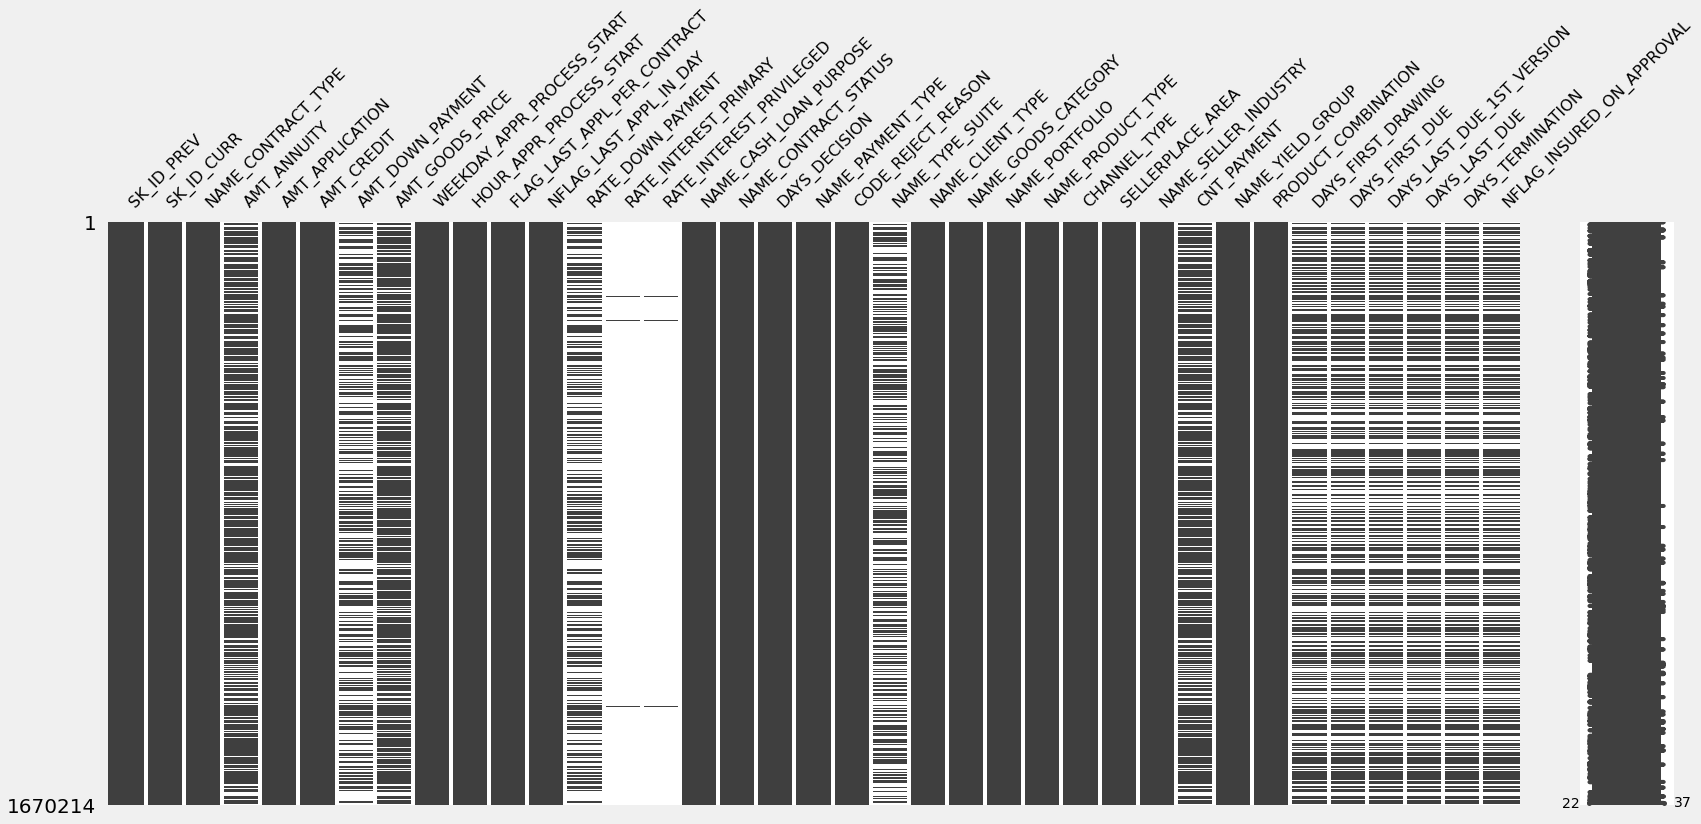 SK_ID_PREV
SK_ID_CURR
NAME_CONTRACT_TYPE
AMT_ANNUITY
AMT_APPLICATION
AMT_CREDIT
AMT_DOWN_PAYMENT
AMT_GOODS_PRICE
WEEKDAY_APPR_PROCESS_START
HOUR_APPR_PROCESS_START
FLAG_LAST_APPL_PER_CONTRACT
NFLAG_LAST_APPL_IN_DAY
RATE_DOWN_PAYMENT
RATE_INTEREST_PRIMARY
RATE_INTEREST_PRIVILEGED
NAME_CASH_LOAN_PURPOSE
NAME_CONTRACT_STATUS
DAYS_DECISION
NAME_PAYMENT_TYPE
CODE_REJECT_REASON
NAME_TYPE_SUITE
NAME_CLIENT_TYPE
NAME_GOODS_CATEGORY
NAME_PORTFOLIO
NAME_PRODUCT_TYPE
CHANNEL_TYPE
SELLERPLACE_AREA
NAME_SELLER_INDUSTRY
CNT_PAYMENT
NAME_YIELD_GROUP
PRODUCT_COMBINATION
DAYS_FIRST_DRAWING
DAYS_FIRST_DUE
DAYS_LAST_DUE_1ST_VERSION
DAYS_LAST_DUE
DAYS_TERMINATION
NFLAG_INSURED_ON_APPROVAL
1
1670214
22
37